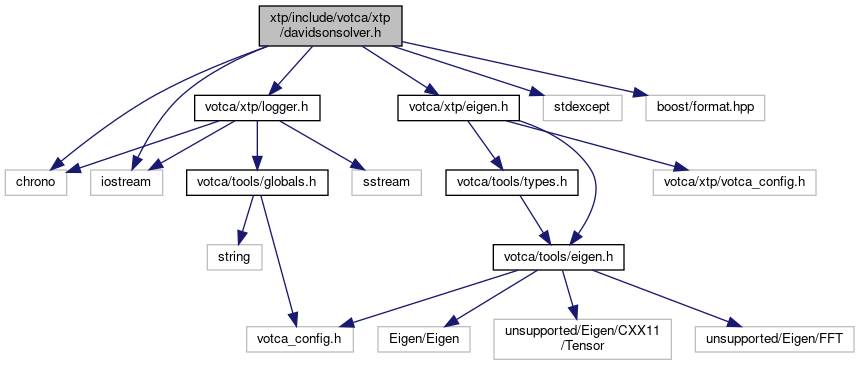 xtp/include/votca/xtp
/davidsonsolver.h
votca/xtp/logger.h
votca/xtp/eigen.h
stdexcept
boost/format.hpp
chrono
iostream
votca/tools/globals.h
sstream
votca/tools/types.h
votca/xtp/votca_config.h
string
votca/tools/eigen.h
votca_config.h
Eigen/Eigen
unsupported/Eigen/CXX11
/Tensor
unsupported/Eigen/FFT